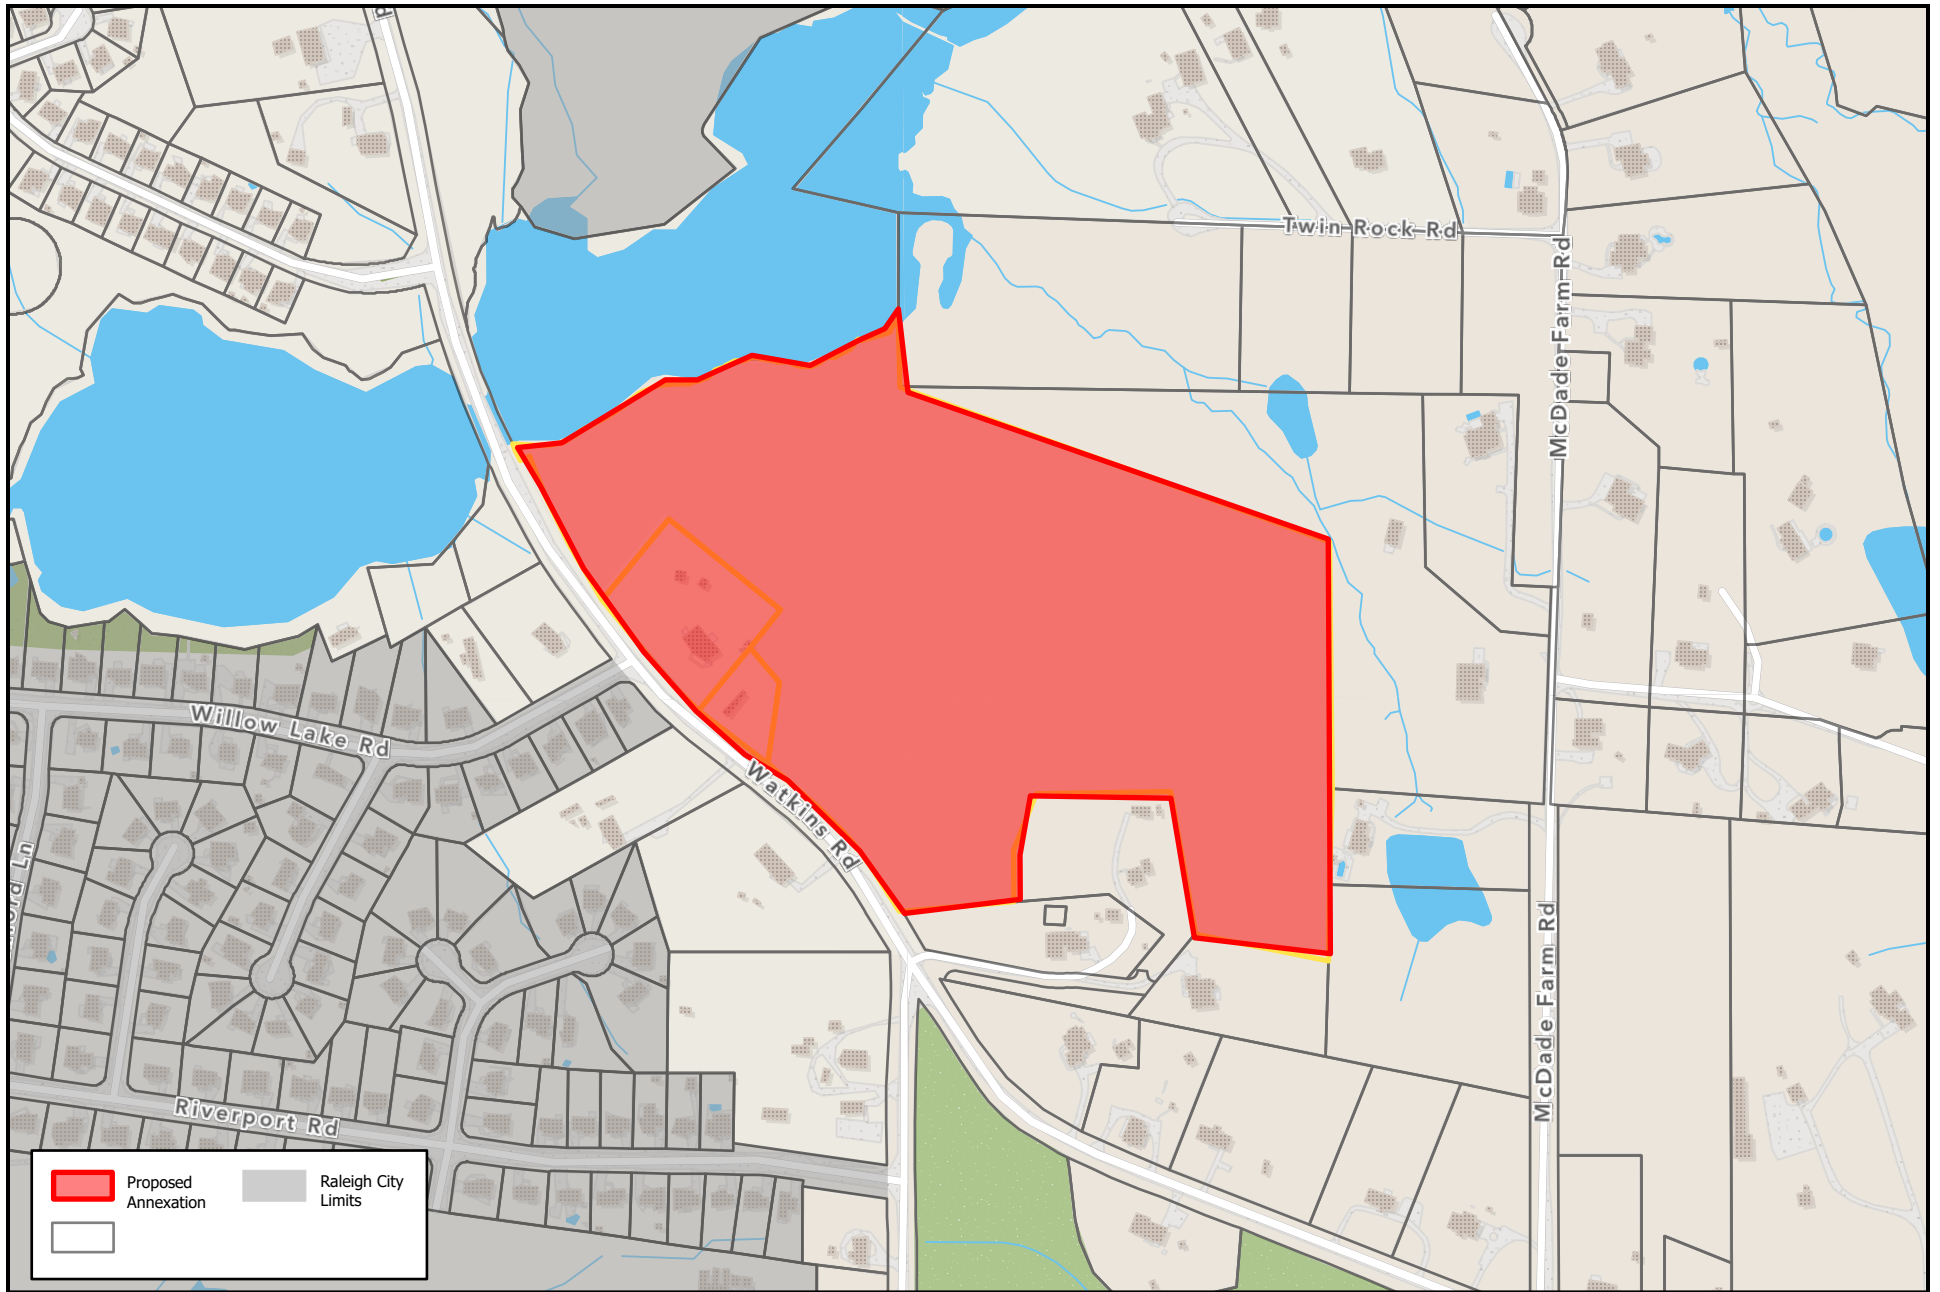 Twin Rock Rd
McDade Farm Rd
Willow Lake Rd
Watkins Rd
McDade Farm Rd
Riverport Rd
Ln
Proposed
Annexation
Raleigh City
Limits